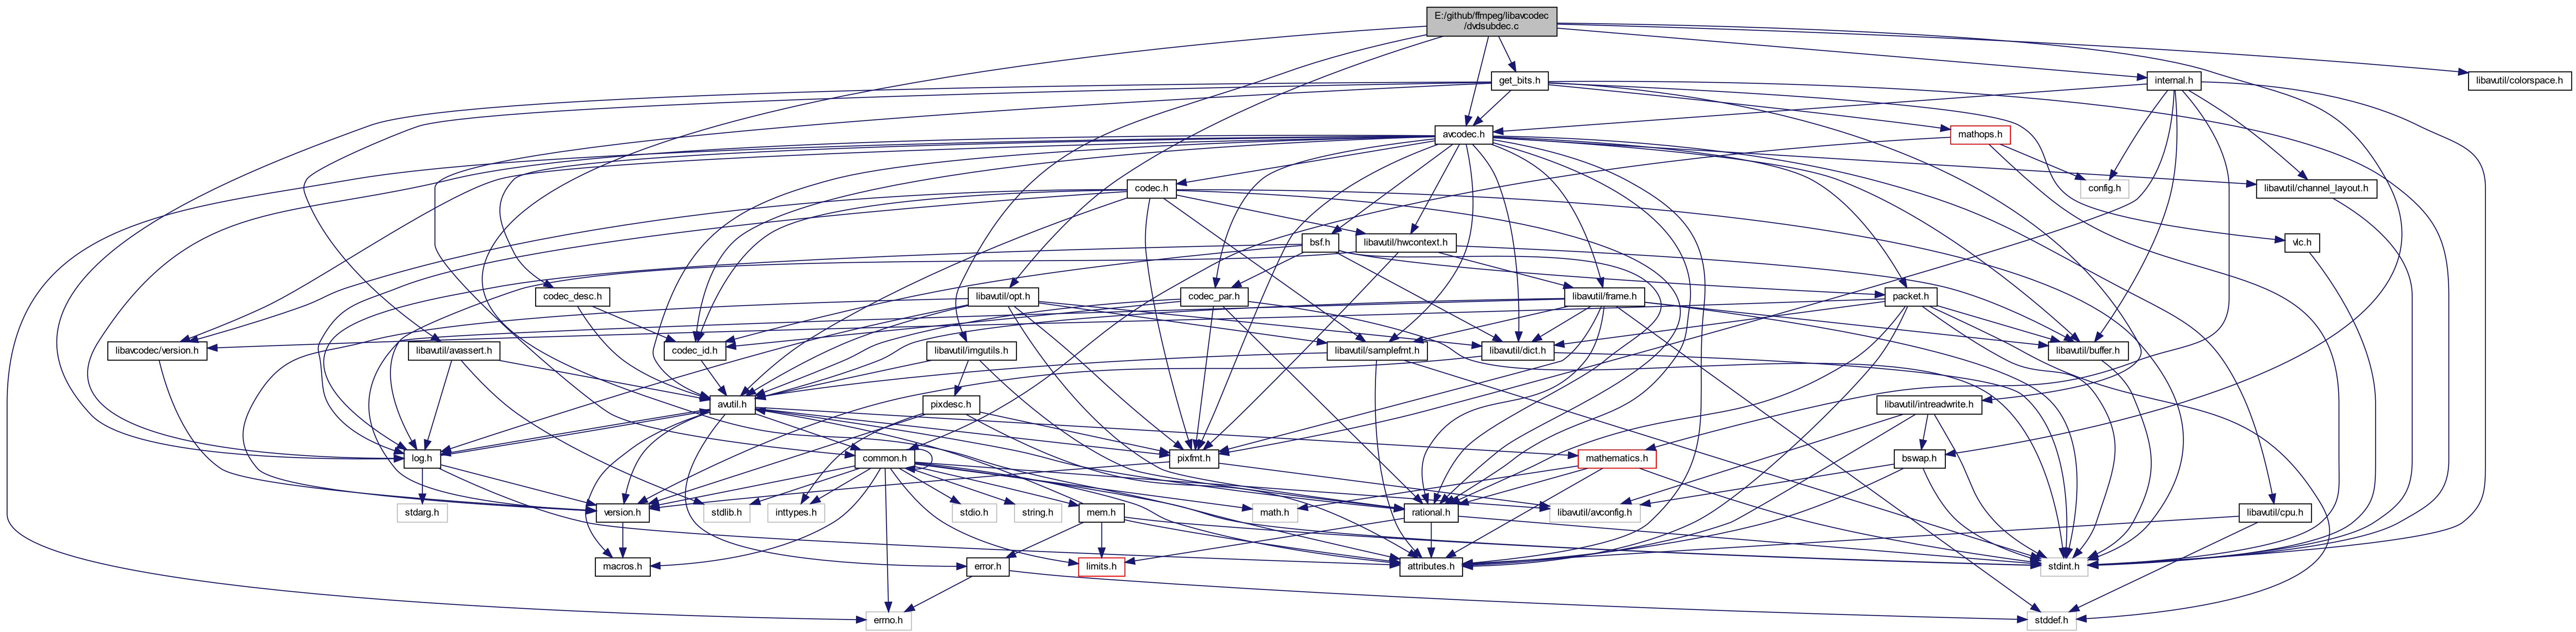 E:/github/ffmpeg/libavcodec
/dvdsubdec.c
get_bits.h
internal.h
libavutil/colorspace.h
avcodec.h
mathops.h
codec.h
config.h
libavutil/channel_layout.h
bsf.h
libavutil/hwcontext.h
vlc.h
codec_desc.h
libavutil/opt.h
codec_par.h
libavutil/frame.h
packet.h
libavcodec/version.h
libavutil/avassert.h
codec_id.h
libavutil/imgutils.h
libavutil/samplefmt.h
libavutil/dict.h
libavutil/buffer.h
avutil.h
pixdesc.h
libavutil/intreadwrite.h
log.h
common.h
pixfmt.h
mathematics.h
bswap.h
stdarg.h
version.h
stdlib.h
inttypes.h
stdio.h
string.h
mem.h
math.h
rational.h
libavutil/avconfig.h
libavutil/cpu.h
macros.h
error.h
limits.h
attributes.h
stdint.h
errno.h
stddef.h